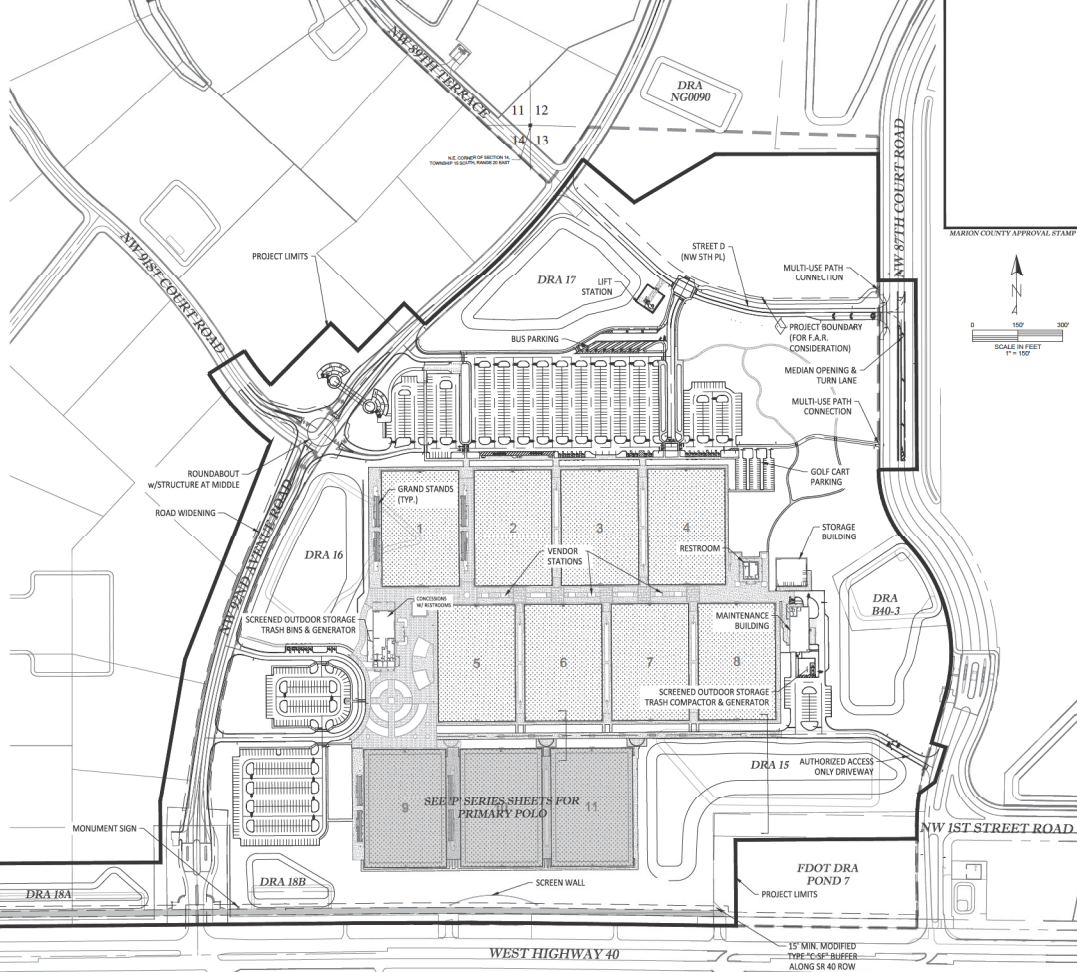 NW 89TH TERRACE
DRA
NG0090
11 12
14 13
N.E. CORNER OF SECTION 14,
TOWNSHIP 15 SOUTH, RANGE 20 EAST
NW 87TH COURT ROAD
MARION COUNTY APPROVAL STAMP
NW 91ST COURT ROAD
PROJECT LIMITS
DRA 17
LIFT
STATION
STREET D
(NW 5TH PL)
MULTI-USE PATH
CONNECTION
N
0 150' 300'
SCALE IN FEET
1" = 150'
BUS PARKING
PROJECT BOUNDARY
(FOR F.A.R.
CONSIDERATION)
MEDIAN OPENING &
TURN LANE
MULTI-USE PATH
CONNECTION
ROUNDABOUT
w/STRUCTURE AT MIDDLE
ROAD WIDENING
GOLF CART
PARKING
GRAND STANDS
(TYP.)
1
2
3
4
NW 92ND AVENUE ROAD
DRA 16
VENDOR
STATIONS
RESTROOM
STORAGE
BUILDING
DRA
B40-3
CONCESSIONS
W/ RESTROOMS
SCREENED OUTDOOR STORAGE
TRASH BINS & GENERATOR
MAINTENANCE
BUILDING
5
6
7
8
SCREENED OUTDOOR STORAGE
TRASH COMPACTOR & GENERATOR
DRA 15
AUTHORIZED ACCESS
ONLY DRIVEWAY
9
10
11
SEE 'P' SERIES SHEETS FOR
PRIMARY POLO
MONUMENT SIGN
NW 1ST STREET ROAD
DRA 18A
DRA 18B
SCREEN WALL
FDOT DRA
POND 7
PROJECT LIMITS
WEST HIGHWAY 40
15' MIN. MODIFIED
TYPE "C-SF" BUFFER
ALONG SR 40 ROW